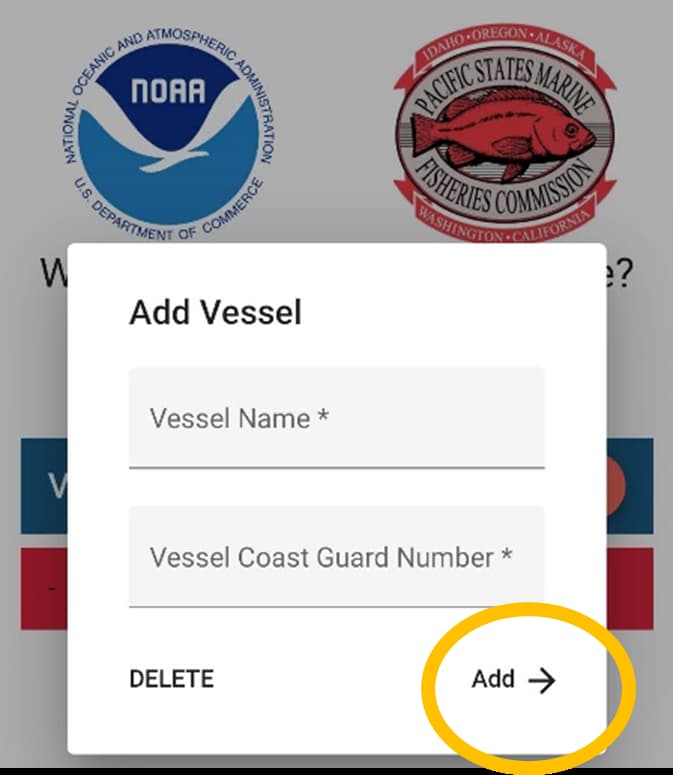 NATIONAL OCEANIC AND ATMOSPHERIC ADMINISTRATION
NOAA
U.S. DEPARTMENT OF COMMERCE
IDAHO • OREGON • ALASKA
PACIFIC STATES MARINE
FISHERIES COMMISSION
WASHINGTON • CALIFORNIA
Add Vessel
Vessel Name *
Vessel Coast Guard Number *
DELETE
Add →